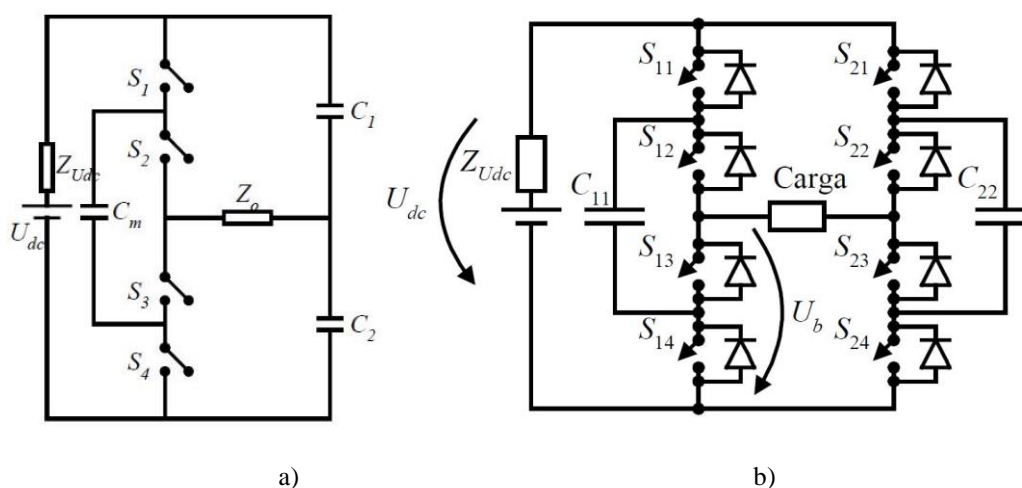 S1
ZUdc
S2
C1
Cm
Zo
Udc
S3
C2
S4
a)
S11
S21
S12
S22
ZUdc
C11
Carga
C22
Udc
S13
S23
Ub
S14
S24
b)